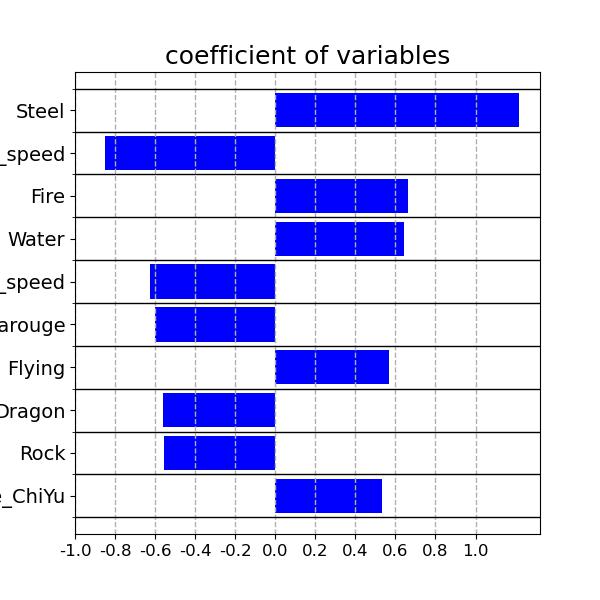 coefficient of variables
Steel
_speed
Fire
Water
_speed
arouge
Flying
Dragon
Rock
e_ChiYu
-1.0 -0.8 -0.6 -0.4 -0.2 0.0 0.2 0.4 0.6 0.8 1.0